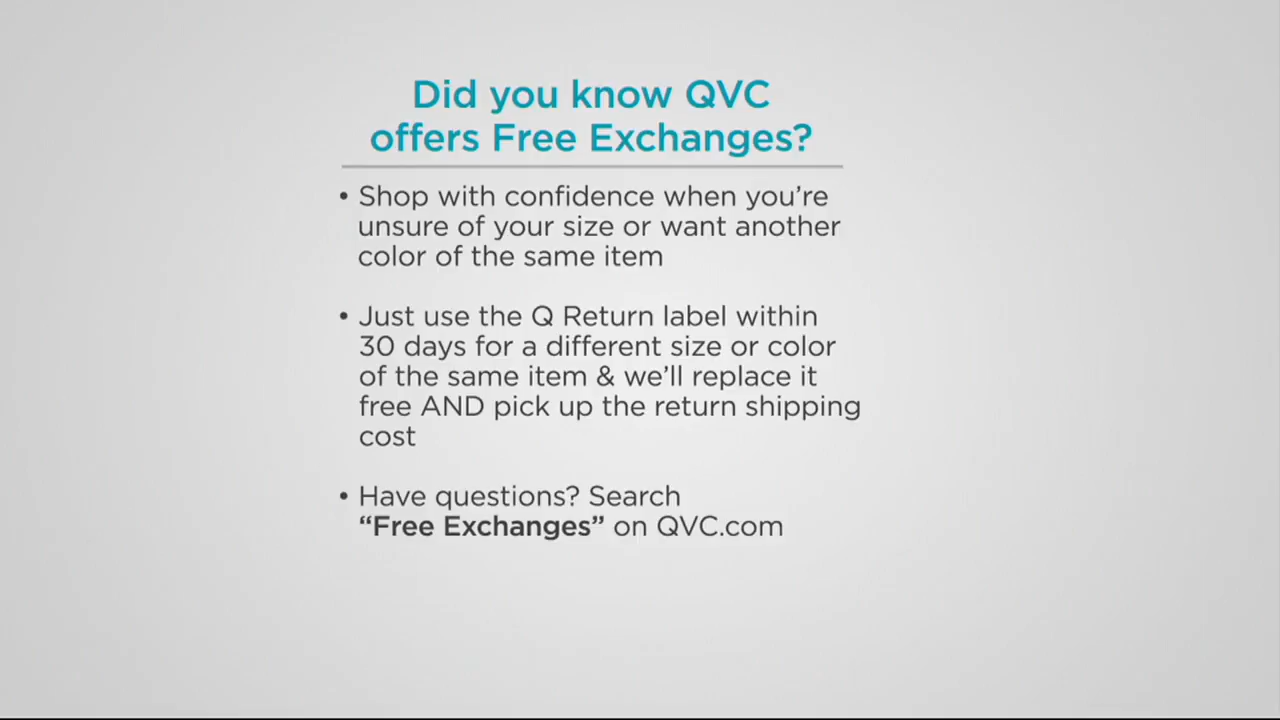 Did you know QVC
offers Free Exchanges?
• Shop with confidence when you’re
unsure of your size or want another
color of the same item
• Just use the Q Return label within
30 days for a different size or color
of the same item & we’ll replace it
free AND pick up the return shipping
cost
• Have questions? Search
“Free Exchanges” on QVC.com